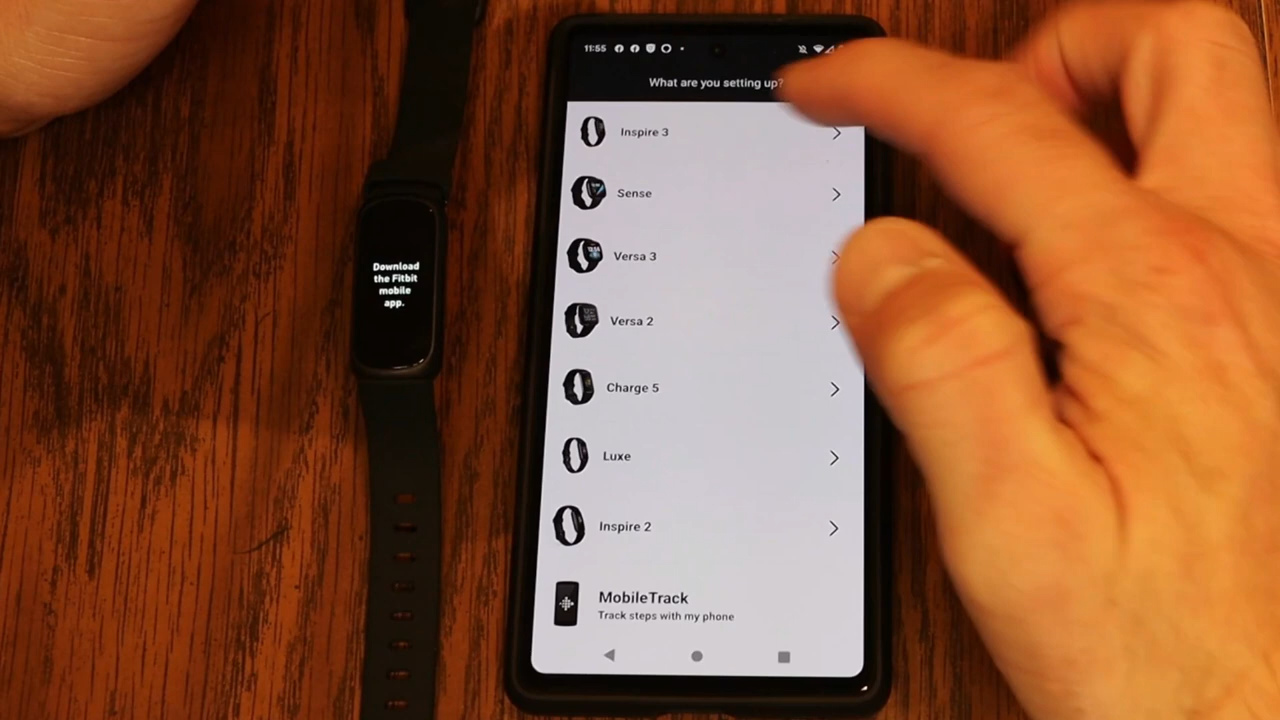 11:55
What are you setting up?
Inspire 3
Sense
Versa 3
Versa 2
Charge 5
Luxe
Inspire 2
MobileTrack
Track steps with my phone
Download
the Fitbit
mobile
app.